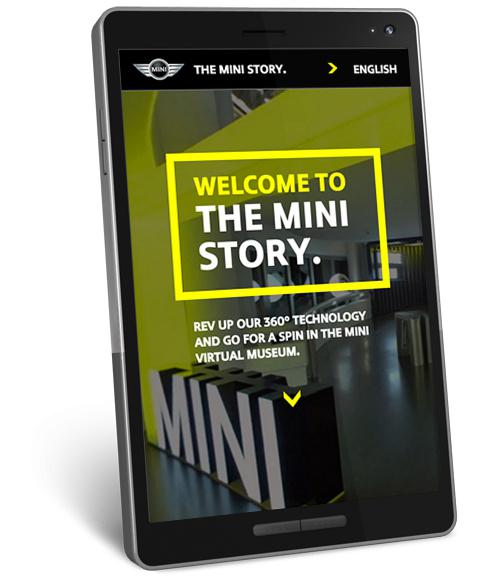 MINI
THE MINI STORY.
ENGLISH
WELCOME TO
THE MINI
STORY.
REV UP OUR 360º TECHNOLOGY
AND GO FOR A SPIN IN THE MINI
VIRTUAL MUSEUM.
MINI